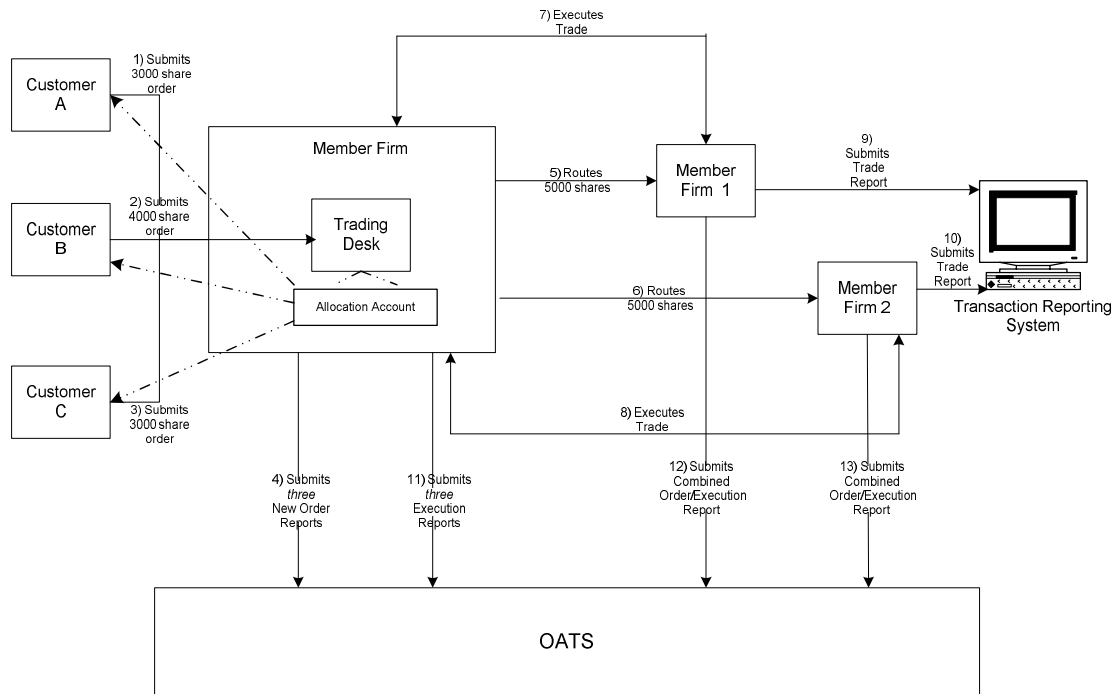 7) Executes
Trade
1) Submits
3000 share
order
Customer
A
Member Firm
9)
Submits
Trade
Report
5) Routes
5000 shares
Member
Firm 1
2) Submits
4000 share
order
Customer
B
Trading
Desk
10)
Submits
Trade
Report
Allocation Account
6) Routes
5000 shares
Member
Firm 2
Transaction Reporting
System
Customer
C
3) Submits
3000 share
order
8) Executes
Trade
4) Submits
three
New Order
Reports
11) Submits
three
Execution
Reports
12) Submits
Combined
Order/Execution
Report
13) Submits
Combined
Order/Execution
Report
OATS